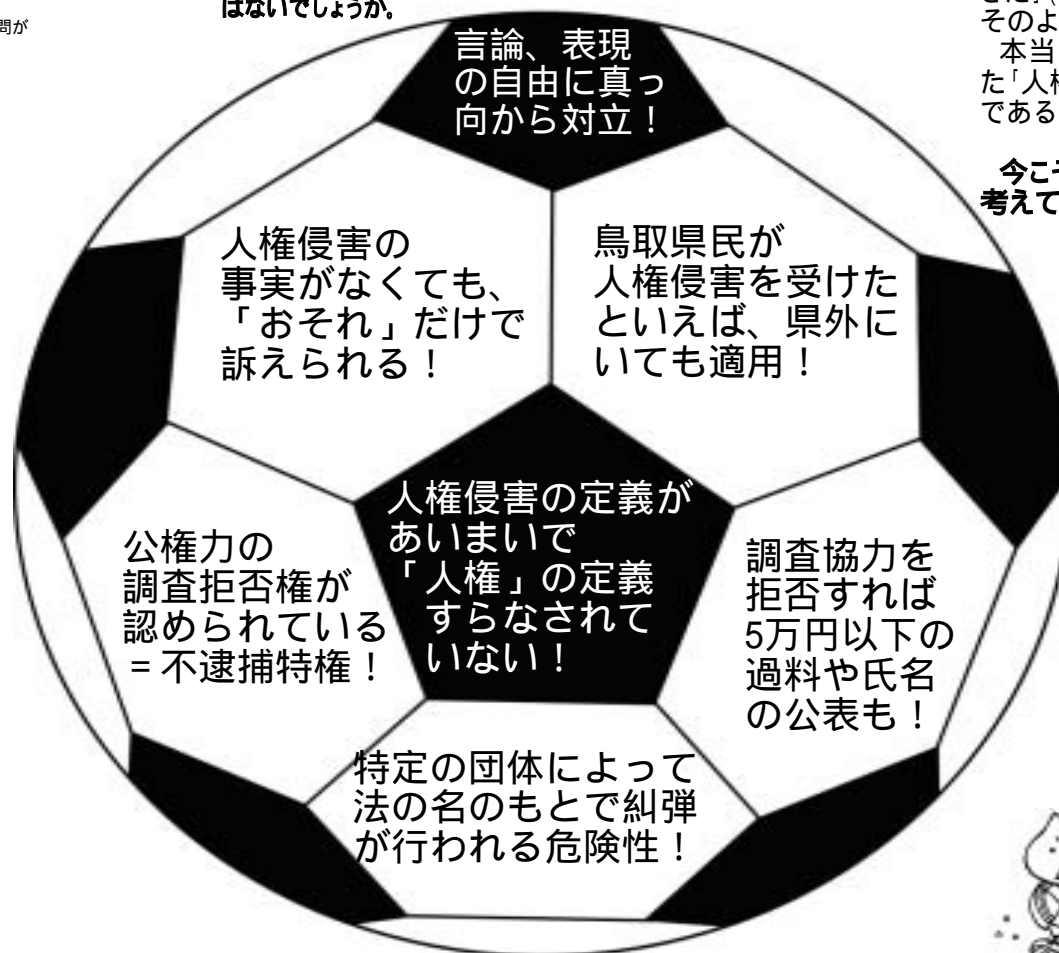 はないでしょうか。
問が
そのよ
本当
た「人権
である
今こそ
考えて
言論、表現
の自由に真っ
向から対立！
人権侵害の
事実がなくても、
「おそれ」だけで
訴えられる！
鳥取県民が
人権侵害を受けた
といえば、県外に
いても適用！
人権侵害の定義が
あいまいで
「人権」の定義
すらなされて
いない！
公権力の
調査拒否権が
認められている
＝不逮捕特権！
調査協力を
拒否すれば
5万円以下の
過料や氏名
の公表も！
特定の団体によって
法の名のもとで糾弾
が行われる危険性！